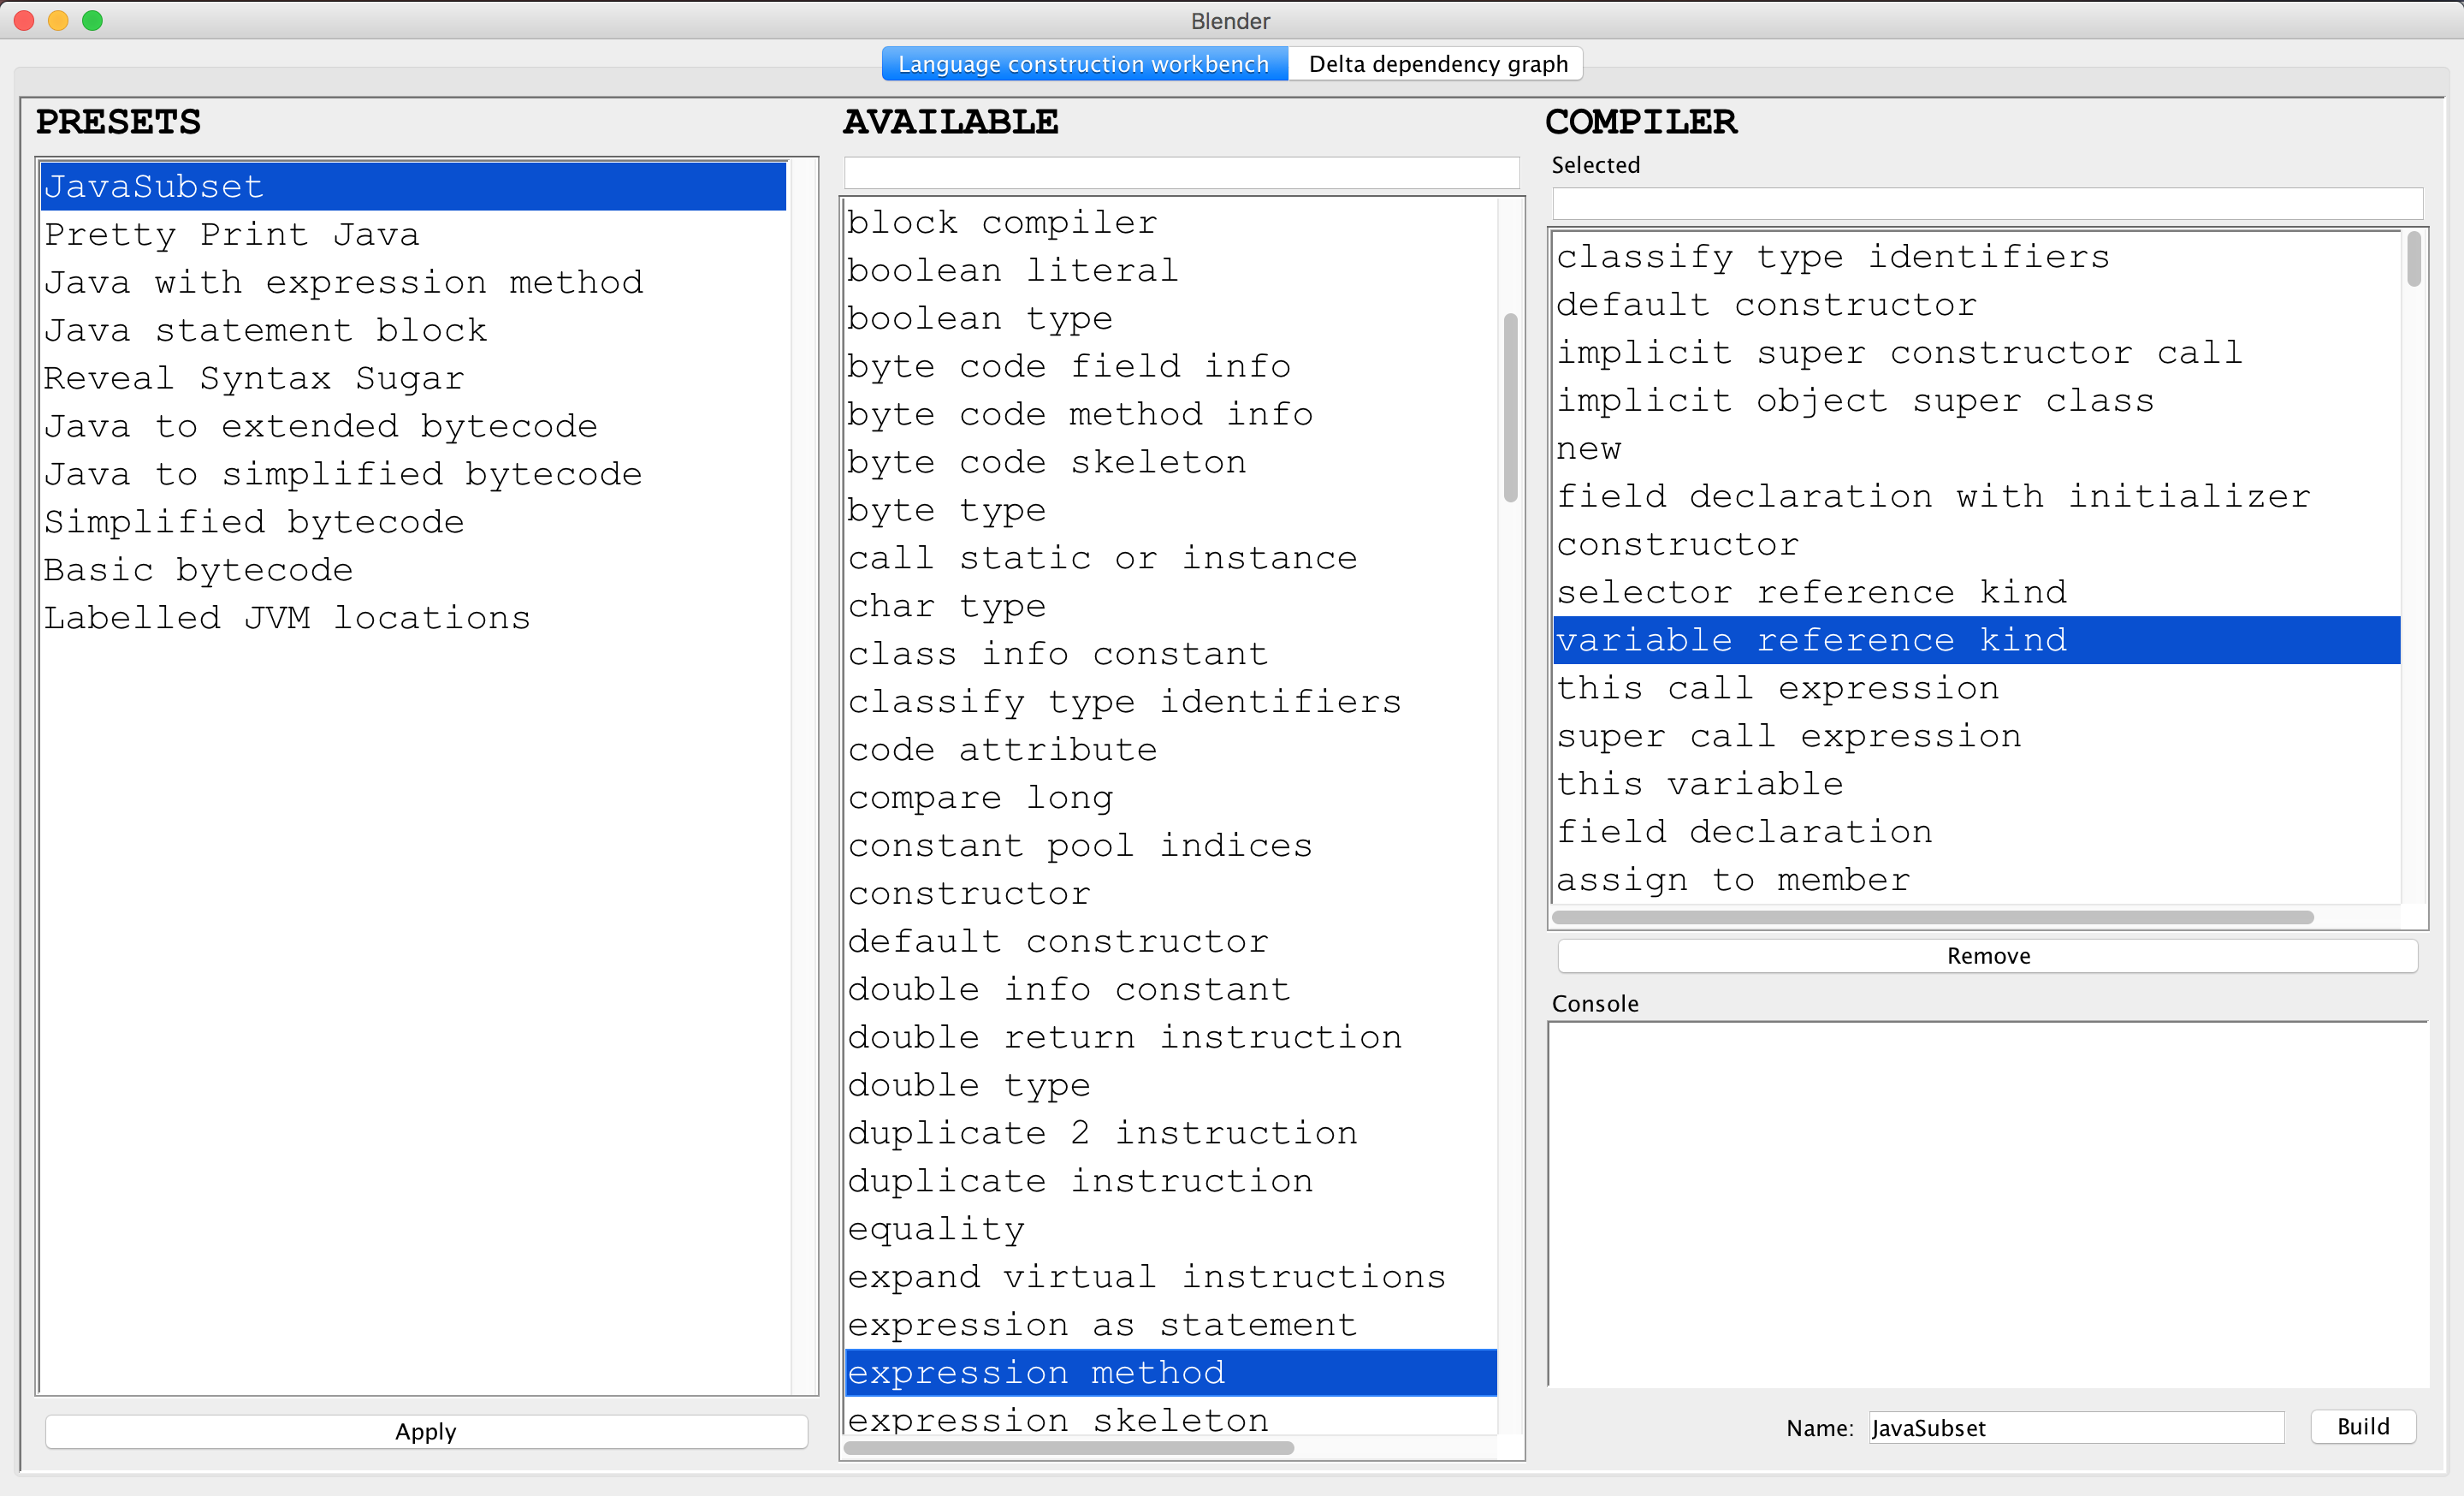 Blender
Language construction workbench
Delta dependency graph
PRESETS
JavaSubset
Pretty Print Java
Java with expression method
Java statement block
Reveal Syntax Sugar
Java to extended bytecode
Java to simplified bytecode
Simplified bytecode
Basic bytecode
Labelled JVM locations
Apply
AVAILABLE
block compiler
boolean literal
boolean type
byte code field info
byte code method info
byte code skeleton
byte type
call static or instance
char type
class info constant
classify type identifiers
code attribute
compare long
constant pool indices
constructor
default constructor
double info constant
double return instruction
double type
duplicate 2 instruction
duplicate instruction
equality
expand virtual instructions
expression as statement
expression method
expression skeleton
COMPILER
Selected
classify type identifiers
default constructor
implicit super constructor call
implicit object super class
new
field declaration with initializer
constructor
selector reference kind
variable reference kind
this call expression
super call expression
this variable
field declaration
assign to member
Remove
Console
Name: JavaSubset
Build